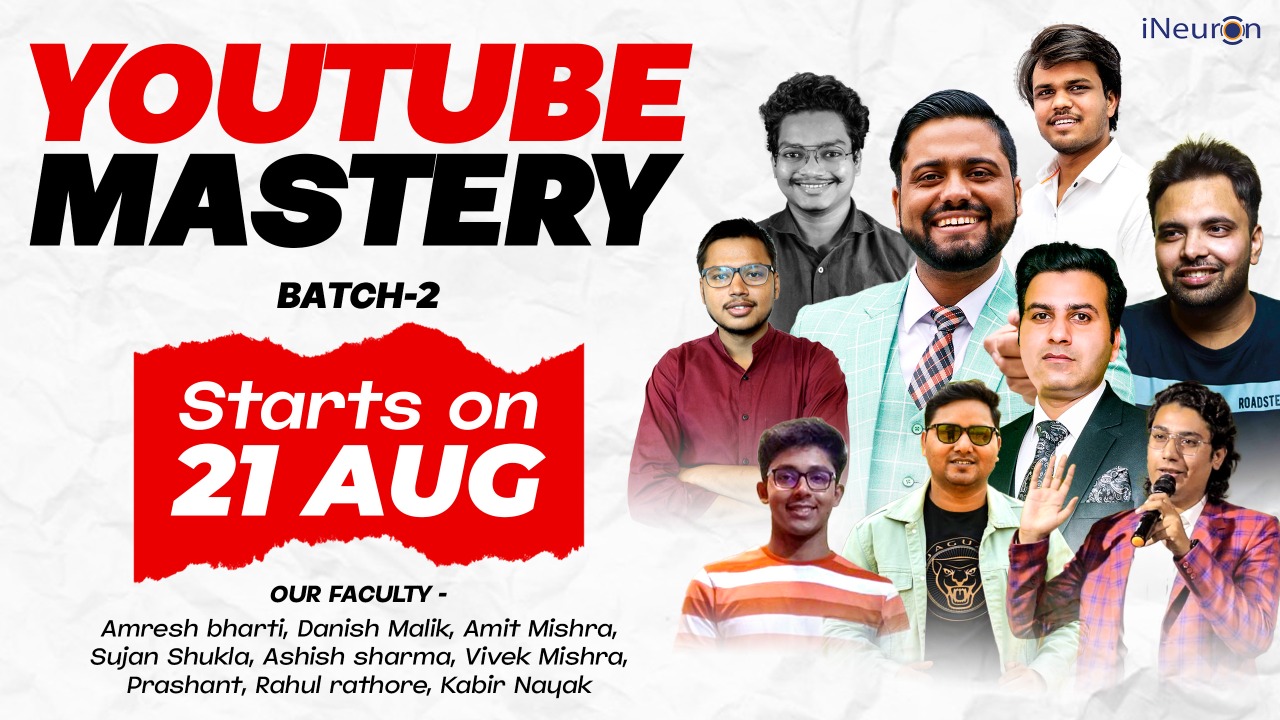 iNeuron
YOUTUBE
MASTERY
BATCH-2
Starts on
21 AUG
OUR FACULTY -
Amresh bharti, Danish Malik, Amit Mishra,
Sujan Shukla, Ashish sharma, Vivek Mishra,
Prashant, Rahul rathore, Kabir Nayak
ROADSTE